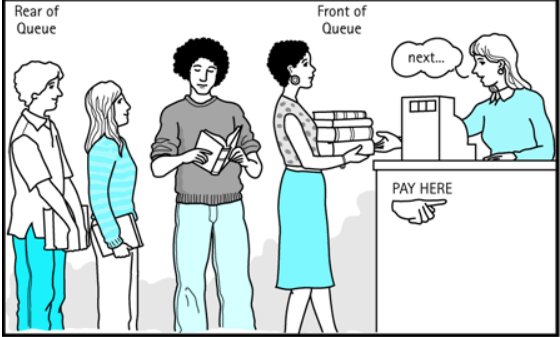 Rear of
Queue
Front of
Queue
next...
PAY HERE